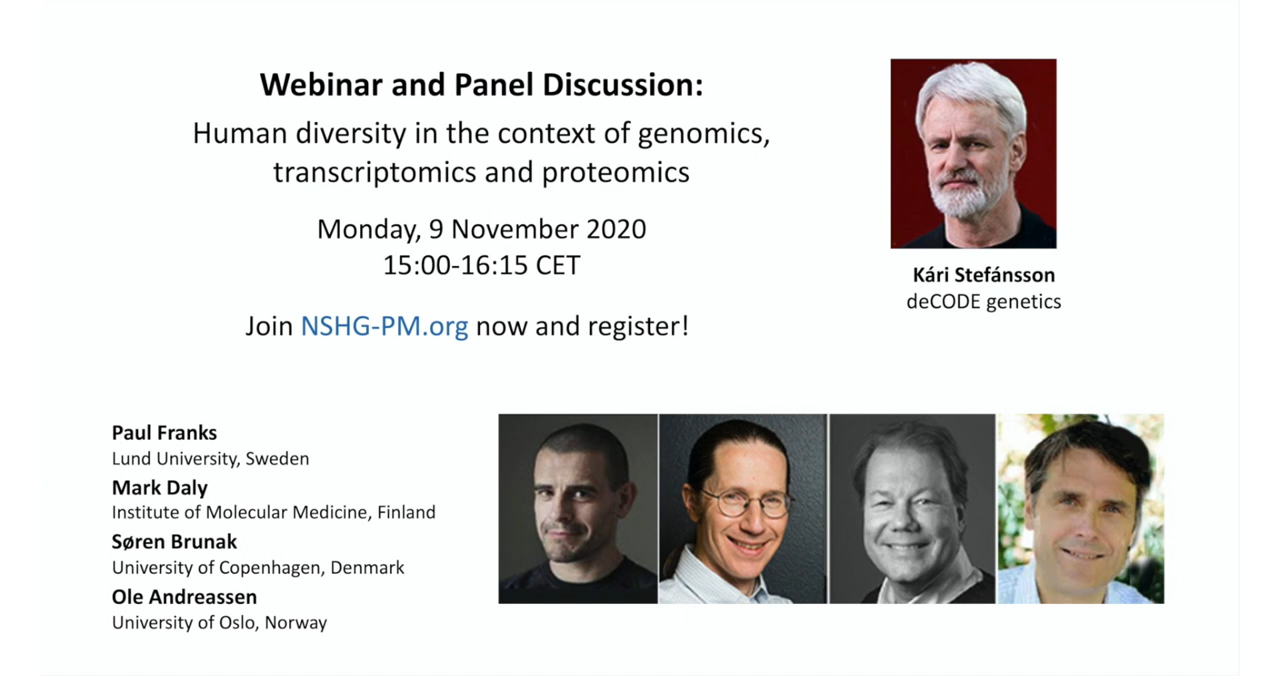 Webinar and Panel Discussion:
Human diversity in the context of genomics,
transcriptomics and proteomics
Monday, 9 November 2020
15:00-16:15 CET
Join NSHG-PM.org now and register!
Kári Stefánsson
deCODE genetics
Paul Franks
Lund University, Sweden
Mark Daly
Institute of Molecular Medicine, Finland
Søren Brunak
University of Copenhagen, Denmark
Ole Andreassen
University of Oslo, Norway